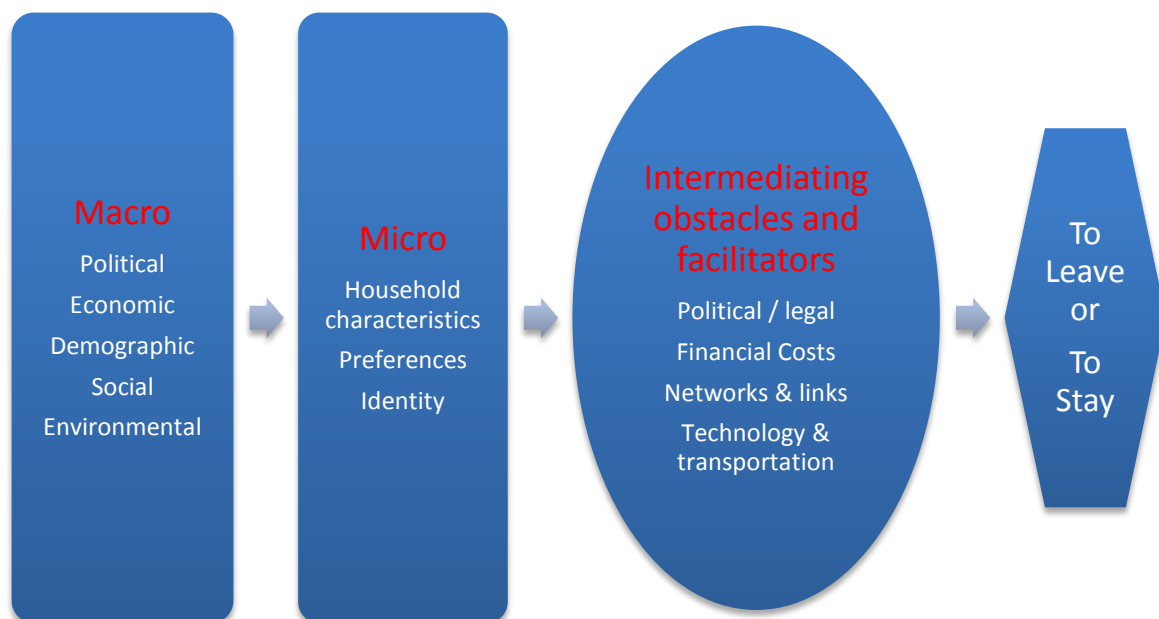 Macro
Political
Economic
Demographic
Social
Environmental
Micro
Household
characteristics
Preferences
Identity
Intermediating
obstacles and
facilitators
Political / legal
Financial Costs
Networks & links
Technology &
transportation
To
Leave
or
To
Stay